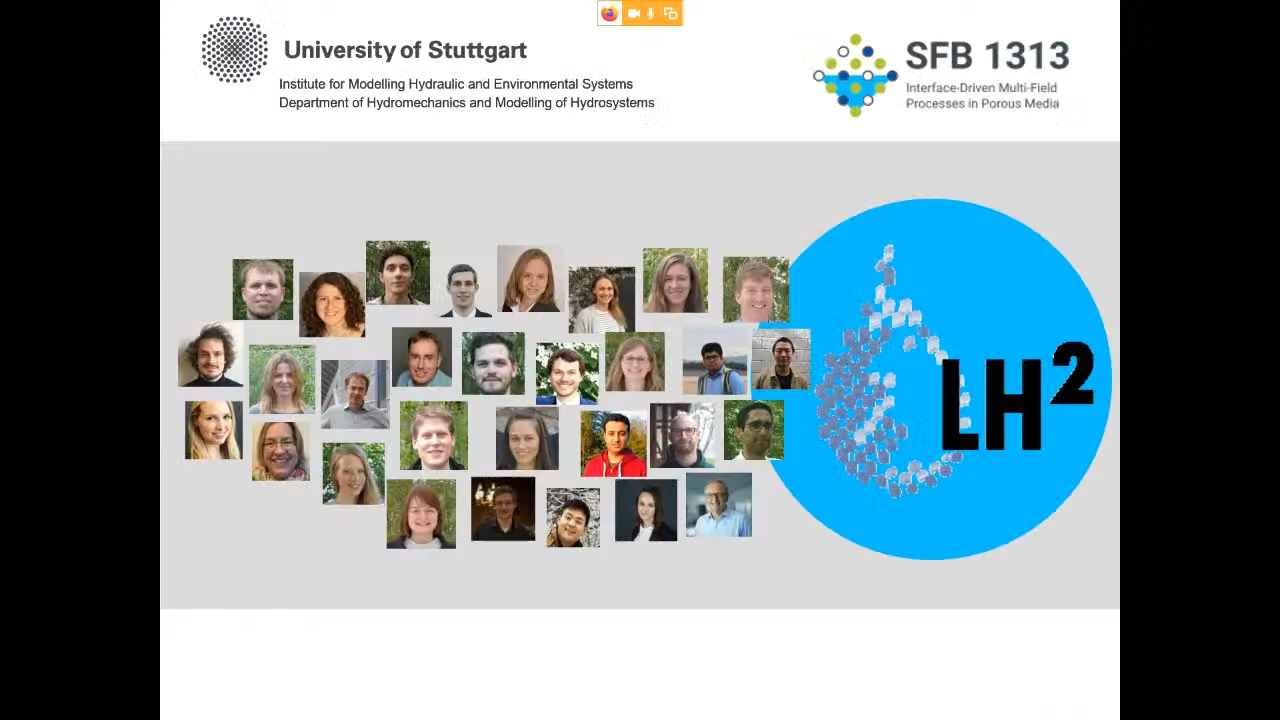 University of Stuttgart
Institute for Modelling Hydraulic and Environmental Systems
Department of Hydromechanics and Modelling of Hydrosystems
SFB 1313
Interface-Driven Multi-Field
Processes in Porous Media
LH²